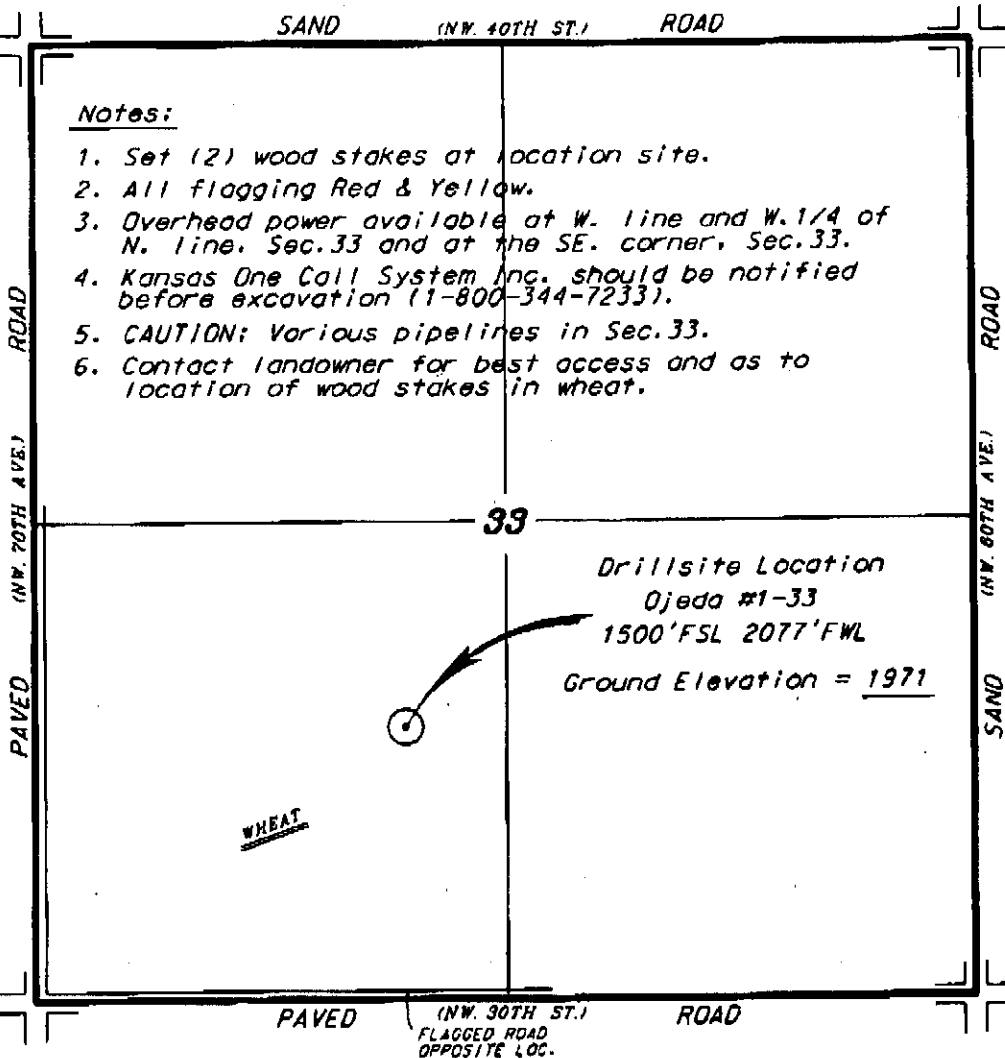 SAND (NW. 40TH ST.) ROAD
Notes:
1. Set (2) wood stakes at location site.
2. All flagging Red & Yellow.
3. Overhead power available at W. line and W. 1/4 of
N. line, Sec. 33 and at the SE. corner, Sec. 33.
4. Kansas One Call System Inc. should be notified
before excavation (1-800-344-7233).
5. CAUTION: Various pipelines in Sec. 33.
6. Contact landowner for best access and as to
location of wood stakes in wheat.
PAVED (NW. 70TH AVE.) ROAD
SAND (NW. 60TH AVE.) ROAD
33
Drillsite Location
Ojeda #1-33
1500'FSL 2077'FWL
Ground Elevation = 1971
WHEAT
PAVED (NW. 30TH ST.) ROAD
FLAGGED ROAD
OPPOSITE LOC.